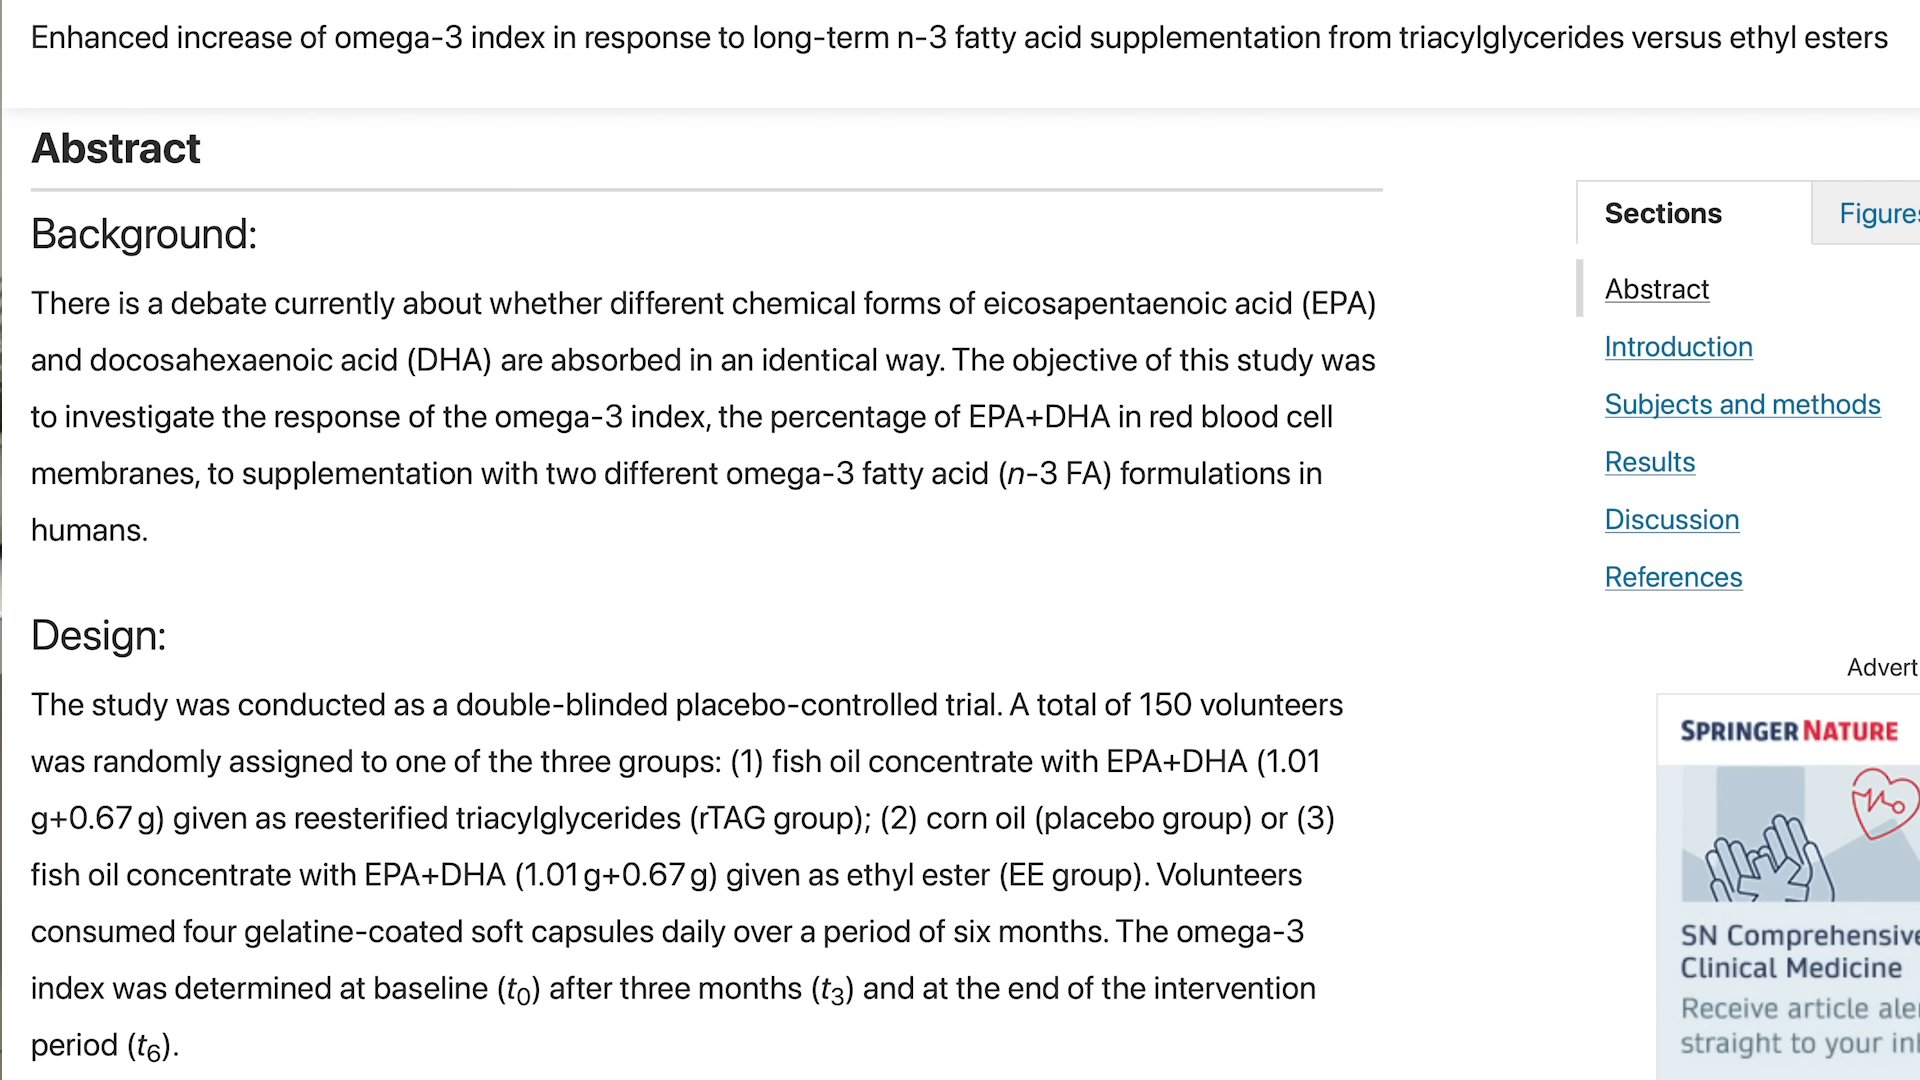 Enhanced increase of omega-3 index in response to long-term n-3 fatty acid supplementation from triacylglycerides versus ethyl esters
Abstract
Background:
There is a debate currently about whether different chemical forms of eicosapentaenoic acid (EPA)
and docosahexaenoic acid (DHA) are absorbed in an identical way. The objective of this study was
to investigate the response of the omega-3 index, the percentage of EPA+DHA in red blood cell
membranes, to supplementation with two different omega-3 fatty acid (n-3 FA) formulations in
humans.
Design:
The study was conducted as a double-blinded placebo-controlled trial. A total of 150 volunteers
was randomly assigned to one of the three groups: (1) fish oil concentrate with EPA+DHA (1.01
g+0.67 g) given as reesterified triacylglycerides (rTAG group); (2) corn oil (placebo group) or (3)
fish oil concentrate with EPA+DHA (1.01 g+0.67 g) given as ethyl ester (EE group). Volunteers
consumed four gelatine-coated soft capsules daily over a period of six months. The omega-3
index was determined at baseline (t0) after three months (t3) and at the end of the intervention
period (t6).
Sections
Figures
Abstract
Introduction
Subjects and methods
Results
Discussion
References
Advert
SPRINGER NATURE
SN Comprehensive
Clinical Medicine
Receive article aler
straight to your inb